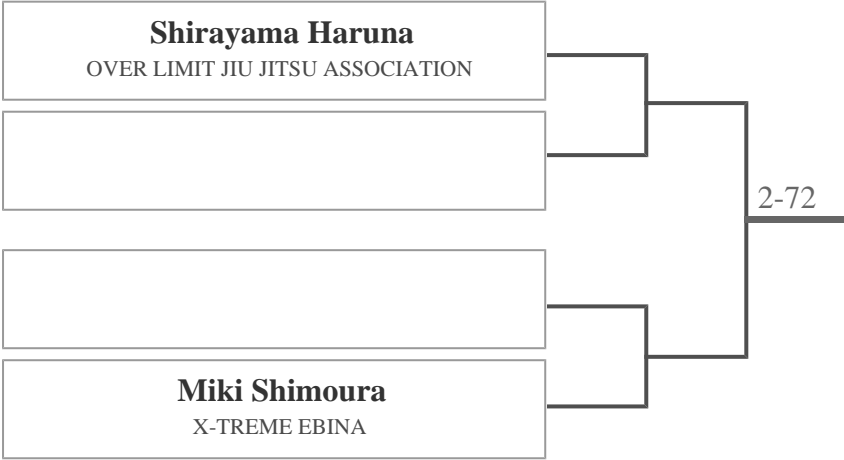 Shirayama Haruna
OVER LIMIT JIU JITSU ASSOCIATION
2-72
Miki Shimoura
X-TREME EBINA